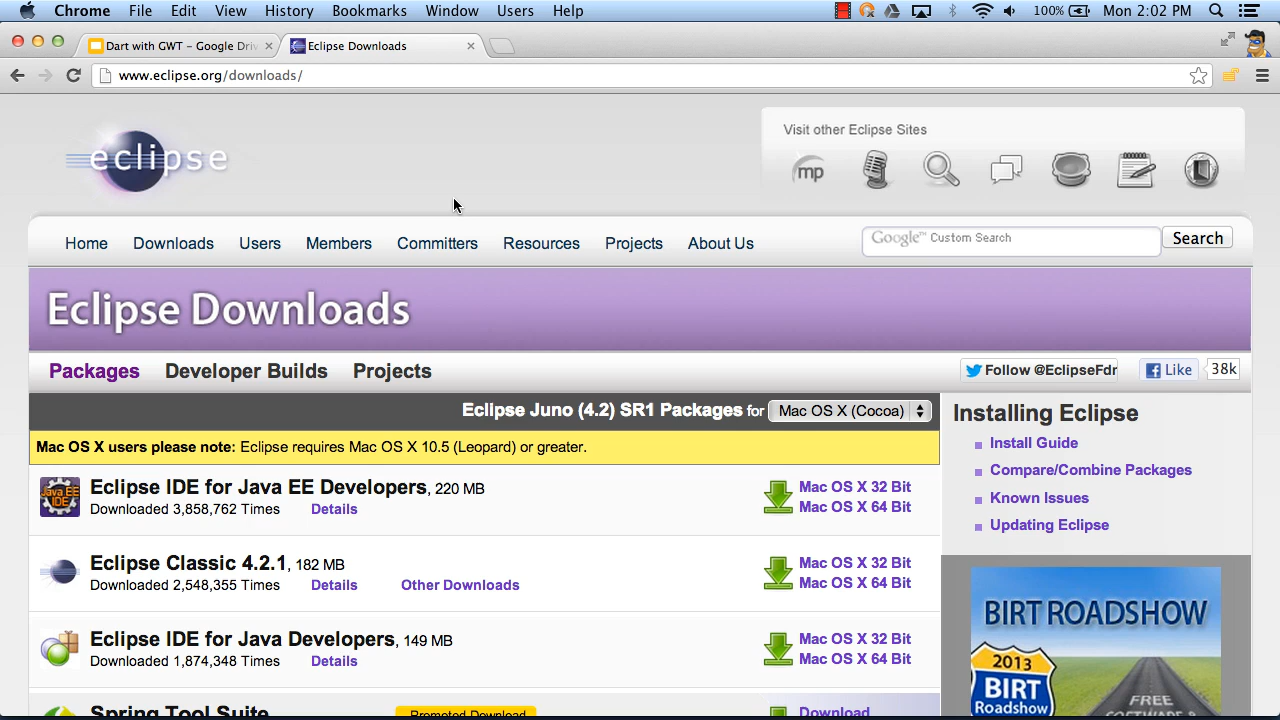 Chrome File Edit View History Bookmarks Window Users Help 100% Mon 2:02 PM
Dart with GWT - Google Driv Eclipse Downloads
www.eclipse.org/downloads/
eclipse
Visit other Eclipse Sites
mp
Home Downloads Users Members Committers Resources Projects About Us
Google™ Custom Search Search
Eclipse Downloads
Packages Developer Builds Projects
Follow @EclipseFdr
Like 38k
Eclipse Juno (4.2) SR1 Packages for Mac OS X (Cocoa)
Mac OS X users please note: Eclipse requires Mac OS X 10.5 (Leopard) or greater.
Java EE
IDE
Eclipse IDE for Java EE Developers, 220 MB
Downloaded 3,858,762 Times Details
Mac OS X 32 Bit
Mac OS X 64 Bit
Eclipse Classic 4.2.1, 182 MB
Downloaded 2,548,355 Times Details Other Downloads
Mac OS X 32 Bit
Mac OS X 64 Bit
Eclipse IDE for Java Developers, 149 MB
Downloaded 1,874,348 Times Details
Mac OS X 32 Bit
Mac OS X 64 Bit
Spring Tool Suite Promoted Download Download
Installing Eclipse
Install Guide
Compare/Combine Packages
Known Issues
Updating Eclipse
BIRT ROADSHOW
2013
BIRT
Roadshow
FREE
SOFTWARE &